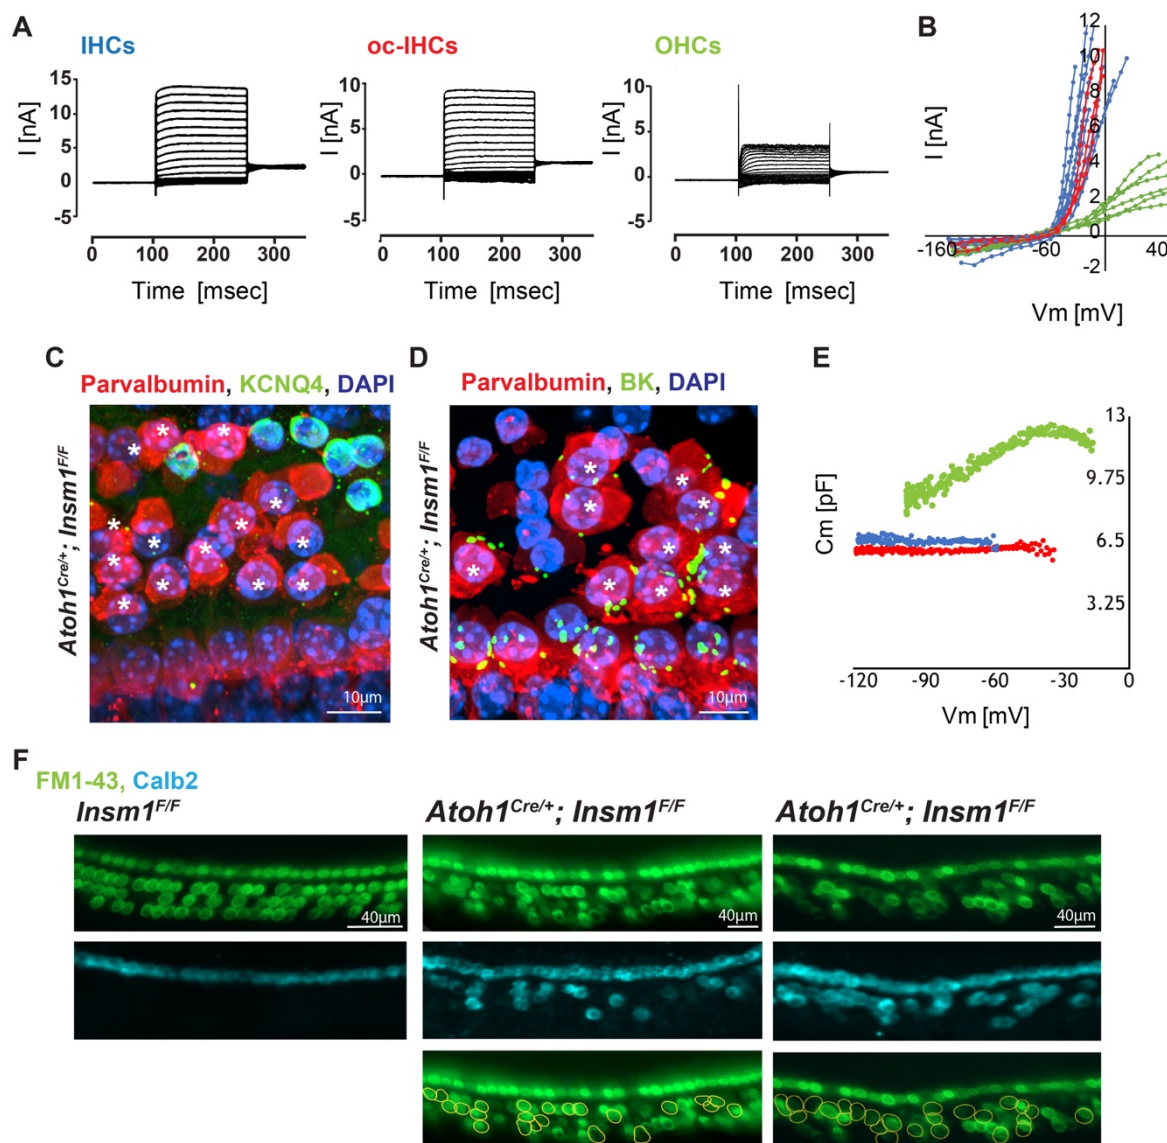 A
IHCs
oc-IHCs
OHCs
B
I [nA]
15
10
5
0
-5
0 100 200 300
Time [msec]
I [nA]
10
5
0
-5
0 100 200 300
Time [msec]
I [nA]
10
5
0
-5
0 100 200 300
Time [msec]
I [nA]
12
10
8
6
4
2
0
-2
-160 -60 40
Vm [mV]
C
Parvalbumin, KCNQ4, DAPI
Atoh1Cre/+; Insm1F/F
* * * * * * * * * * * * * *
10µm
D
Parvalbumin, BK, DAPI
Atoh1Cre/+; Insm1F/F
* * * * * * * * * * *
10µm
E
Cm [pF]
13
9.75
6.5
3.25
-120 -90 -60 -30 0
Vm [mV]
F
FM1-43, Calb2
Insm1F/F
Atoh1Cre/+; Insm1F/F
Atoh1Cre/+; Insm1F/F
40µm
40µm
40µm